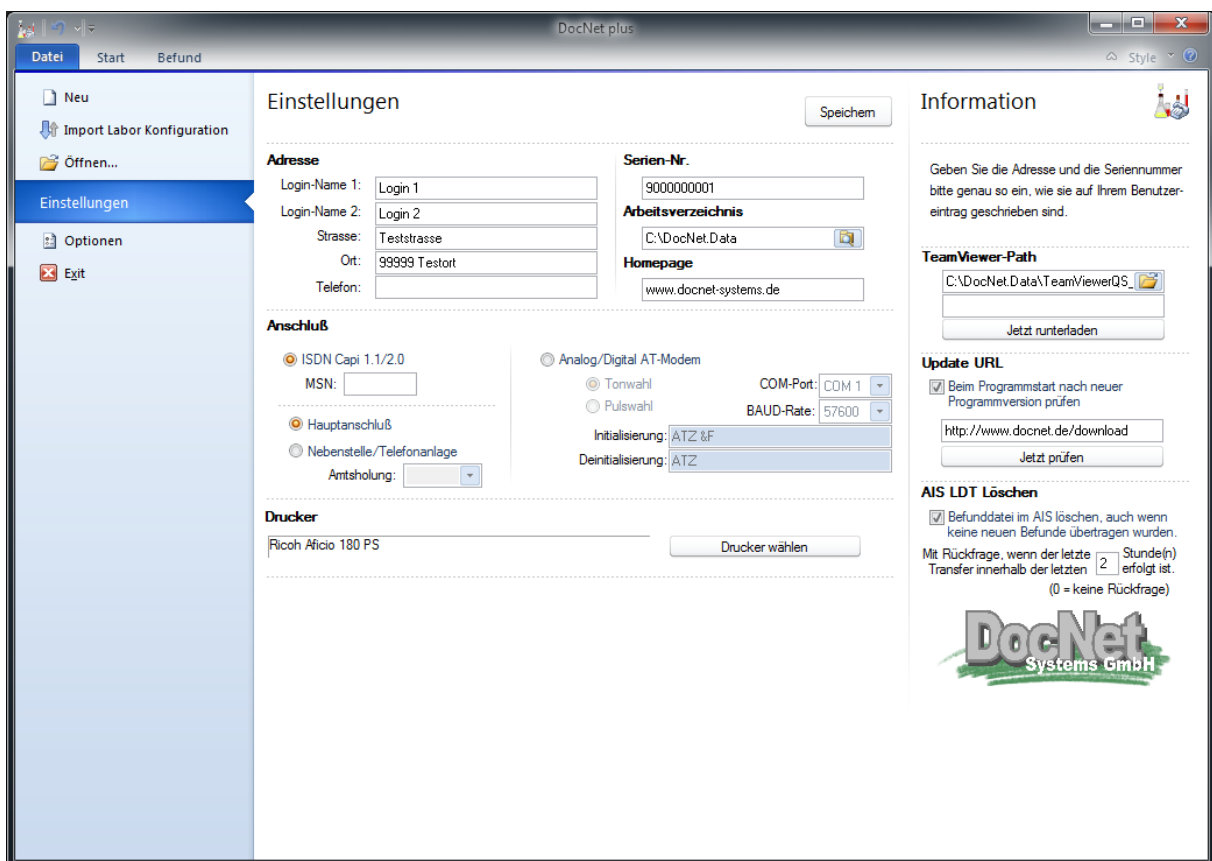 DocNet plus
Datei Start Befund Style
Neu
Import Labor Konfiguration
Öffnen...
Einstellungen
Optionen
Exit
Einstellungen
Speichern
Adresse
Login-Name 1: Login 1
Login-Name 2: Login 2
Strasse: Teststrasse
Ort: 99999 Testort
Telefon:
Serien-Nr.
9000000001
Arbeitsverzeichnis
C:\DocNet.Data
Homepage
www.docnet-systems.de
Anschluß
ISDN Capi 1.1/2.0
MSN:
Hauptanschluß
Nebenstelle/Telefonanlage
Amtsholung:
Analog/Digital AT-Modem
Tonwahl COM-Port: COM 1
Pulswahl BAUD-Rate: 57600
Initialisierung: ATZ &F
Deinitialisierung: ATZ
Drucker
Ricoh Aficio 180 PS Drucker wählen
Information
Geben Sie die Adresse und die Seriennummer
bitte genau so ein, wie sie auf Ihrem Benutzer-
eintrag geschrieben sind.
TeamViewer-Path
C:\DocNet.Data\TeamViewerQS_
Jetzt runterladen
Update URL
Beim Programmstart nach neuer
Programmversion prüfen
http://www.docnet.de/download
Jetzt prüfen
AIS LDT Löschen
Befunddatei im AIS löschen, auch wenn
keine neuen Befunde übertragen wurden.
Mit Rückfrage, wenn der letzte 2 Stunde(n)
Transfer innerhalb der letzten erfolgt ist.
(0 = keine Rückfrage)
DocNet
Systems GmbH